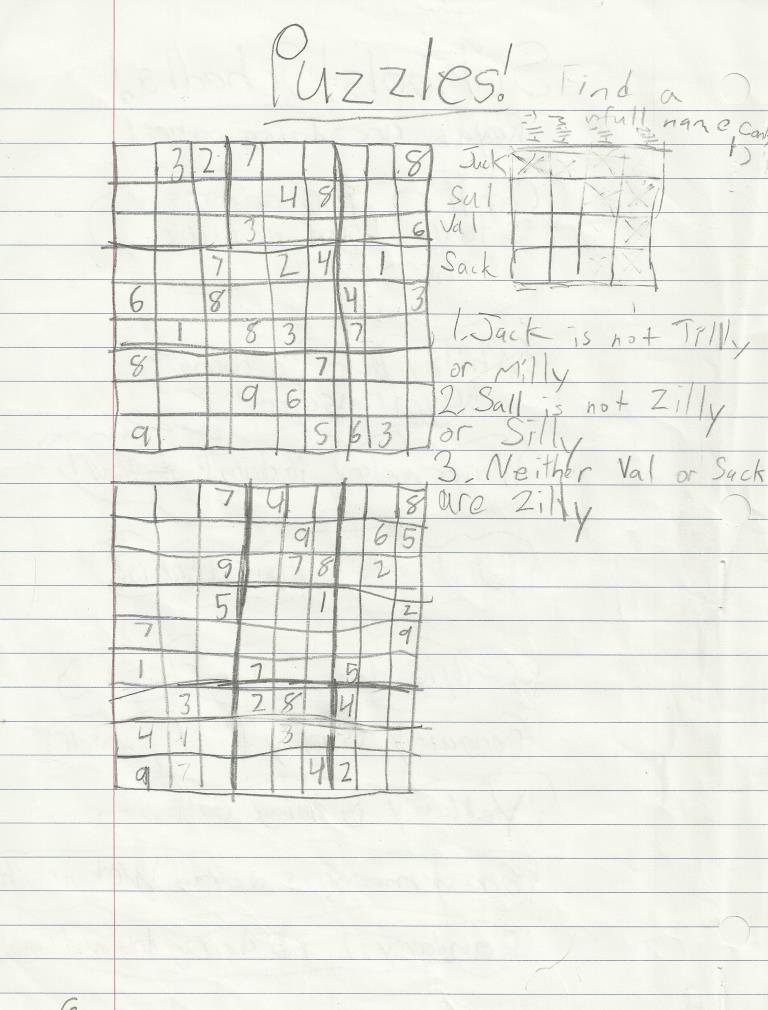 Puzzles!
Find a
full name
1)
3 2 7 8
4 8
3 6
7 2 4 1
6 8 4 3
1 8 3 7
8 7
9 6
9 5 6 3
Jack
Sal
Val
Sack
1. Jack is not Tilly
or Milly
2. Sall is not Zilly
or Silly
3. Neither Val or Sack
are Zilly
7 4 8
9 6 5
9 7 8 2
5 1 2
7 9
1 7 5
3 2 8 4
4 1 3
9 7 4 2